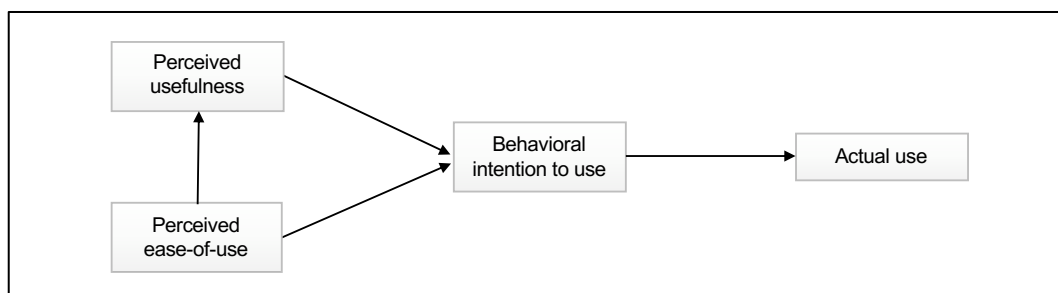 Perceived
usefulness
Behavioral
intention to use
Actual use
Perceived
ease-of-use